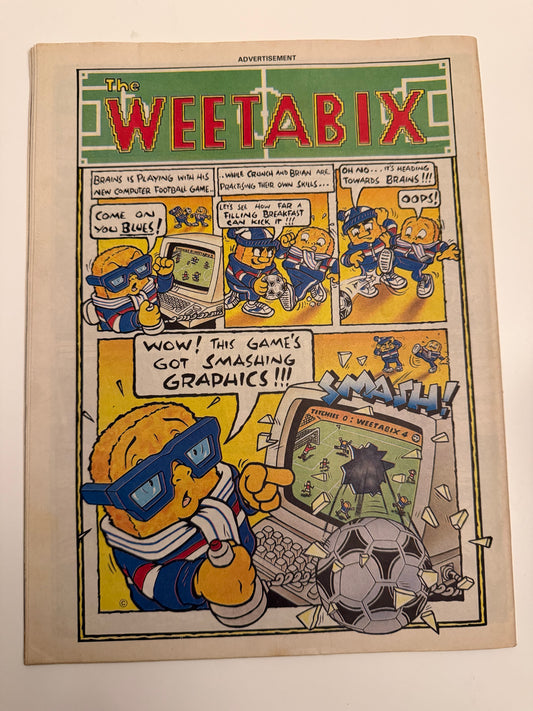 ADVERTISEMENT
The
WEETABIX
BRAINS IS PLAYING WITH HIS
NEW COMPUTER FOOTBALL GAME..
COME ON
YOU BLUES!
..WHILE CRUNCH AND BRIAN ARE
PRACTISING THEIR OWN SKILLS...
LET'S SEE HOW FAR A
FILLING BREAKFAST
CAN KICK IT!!!
OH NO...IT'S HEADING
TOWARDS BRAINS!!!
OOPS!
WOW! THIS GAME'S
GOT SMASHING
GRAPHICS!!!
SMASH!
TITCHIES 0 : WEETABIX 4
©